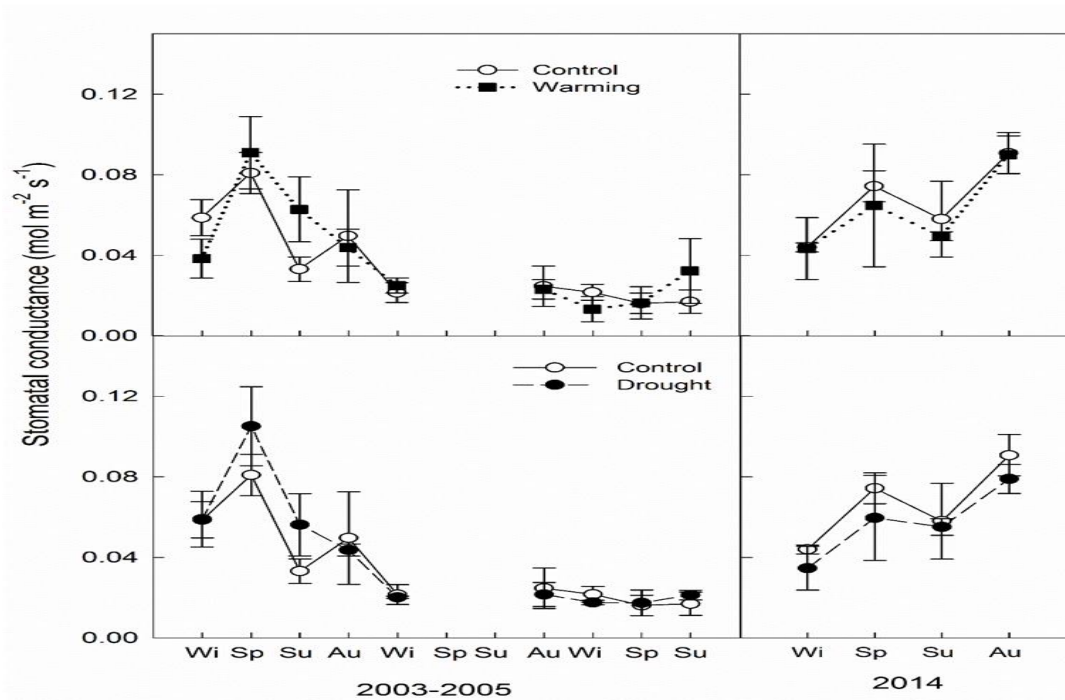 Control
Warming
0.12
0.08
0.04
0.00
Stomatal conductance (mol m-2 s-1)
Control
Drought
0.12
0.08
0.04
0.00
Wi Sp Su Au Wi Sp Su Au Wi Sp Su Wi Sp Su Au
2003-2005 2014